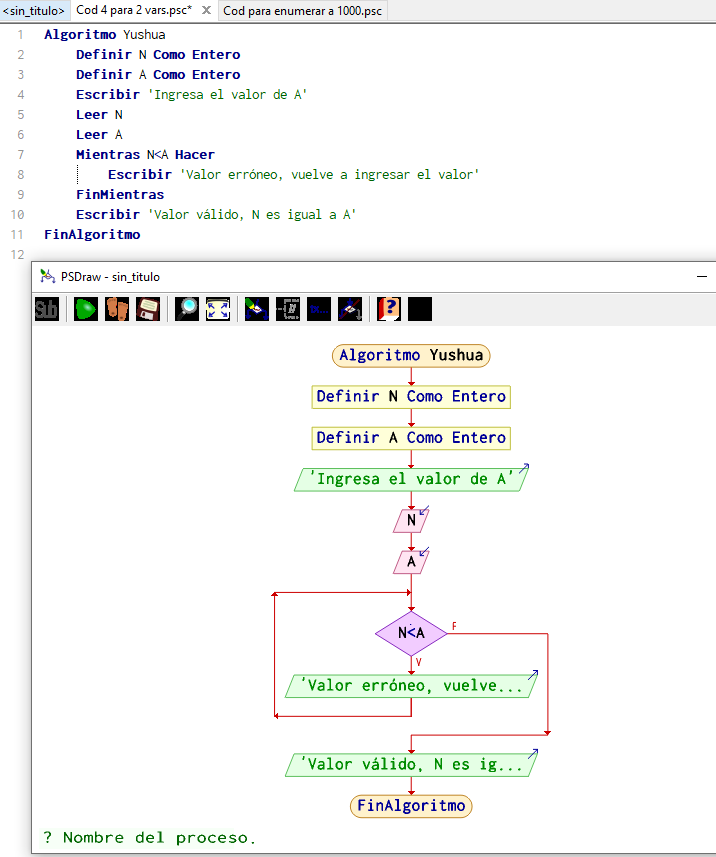 <sin_titulo> Cod 4 para 2 vars.psc* Cod para enumerar a 1000.psc
1 Algoritmo Yushua
2 Definir N Como Entero
3 Definir A Como Entero
4 Escribir 'Ingresa el valor de A'
5 Leer N
6 Leer A
7 Mientras N<A Hacer
8 Escribir 'Valor erróneo, vuelve a ingresar el valor'
9 FinMientras
10 Escribir 'Valor válido, N es igual a A'
11 FinAlgoritmo
12
PSDraw - sin_titulo
Sub
Algoritmo Yushua
Definir N Como Entero
Definir A Como Entero
'Ingresa el valor de A'
N
A
N<A
F
V
'Valor erróneo, vuelve...
'Valor válido, N es ig...
FinAlgoritmo
? Nombre del proceso.